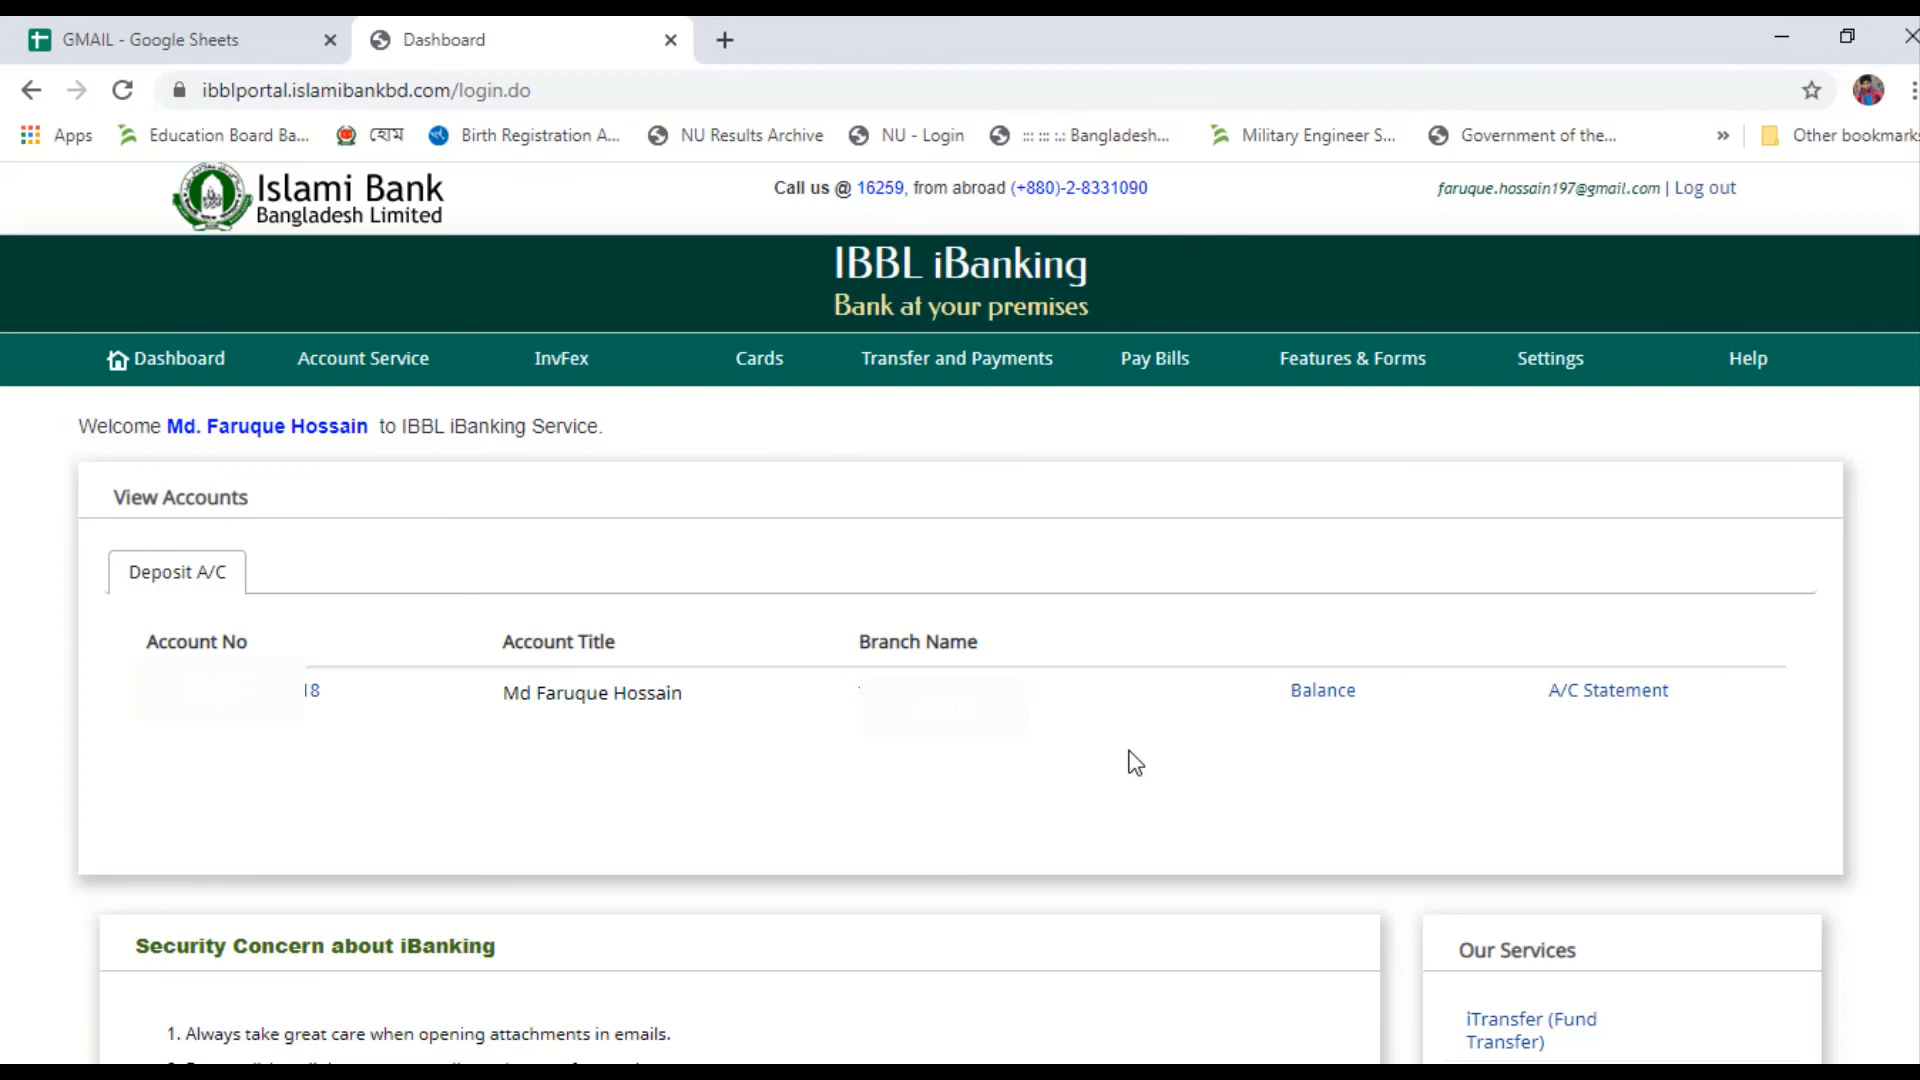 GMAIL - Google Sheets
Dashboard
ibblportal.islamibankbd.com/login.do
Apps Education Board Ba... হোম Birth Registration A... NU Results Archive NU - Login ::: ::: :.: Bangladesh... Military Engineer S... Government of the... » Other bookmarks
Islami Bank
Bangladesh Limited
Call us @ 16259, from abroad (+880)-2-8331090
faruque.hossain197@gmail.com | Log out
IBBL iBanking
Bank at your premises
Dashboard Account Service InvFex Cards Transfer and Payments Pay Bills Features & Forms Settings Help
Welcome Md. Faruque Hossain to IBBL iBanking Service.
View Accounts
Deposit A/C
Account No Account Title Branch Name
18 Md Faruque Hossain Balance A/C Statement
Security Concern about iBanking
Our Services
1. Always take great care when opening attachments in emails.
iTransfer (Fund
Transfer)